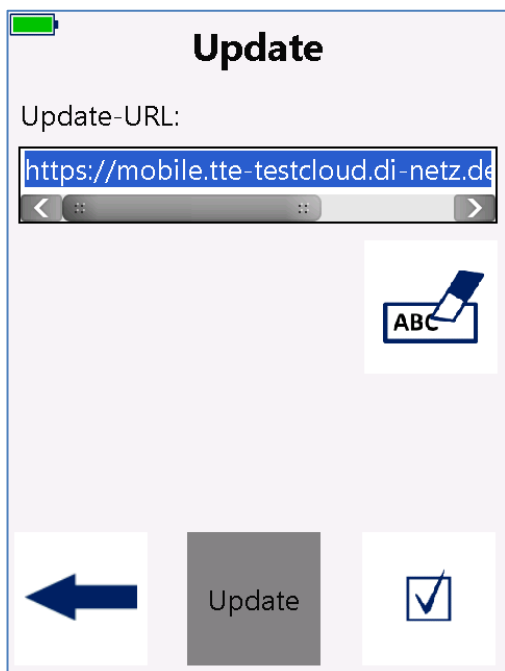 Update
Update-URL:
https://mobile.tte-testcloud.di-netz.de
ABC
Update